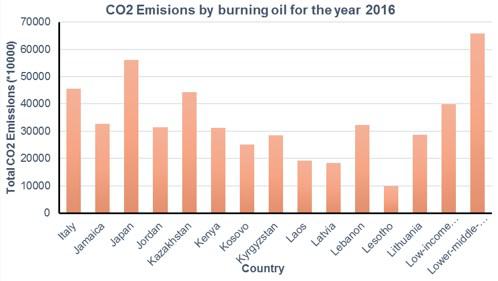 CO2 Emisions by burning oil for the year 2016
Total CO2 Emissions (*10000)
70000
60000
50000
40000
30000
20000
10000
0
Italy
Jamaica
Japan
Jordan
Kazakhstan
Kenya
Kosovo
Kyrgyzstan
Laos
Latvia
Lebanon
Lesotho
Lithuania
Low-income…
Lower-middle-…
Country